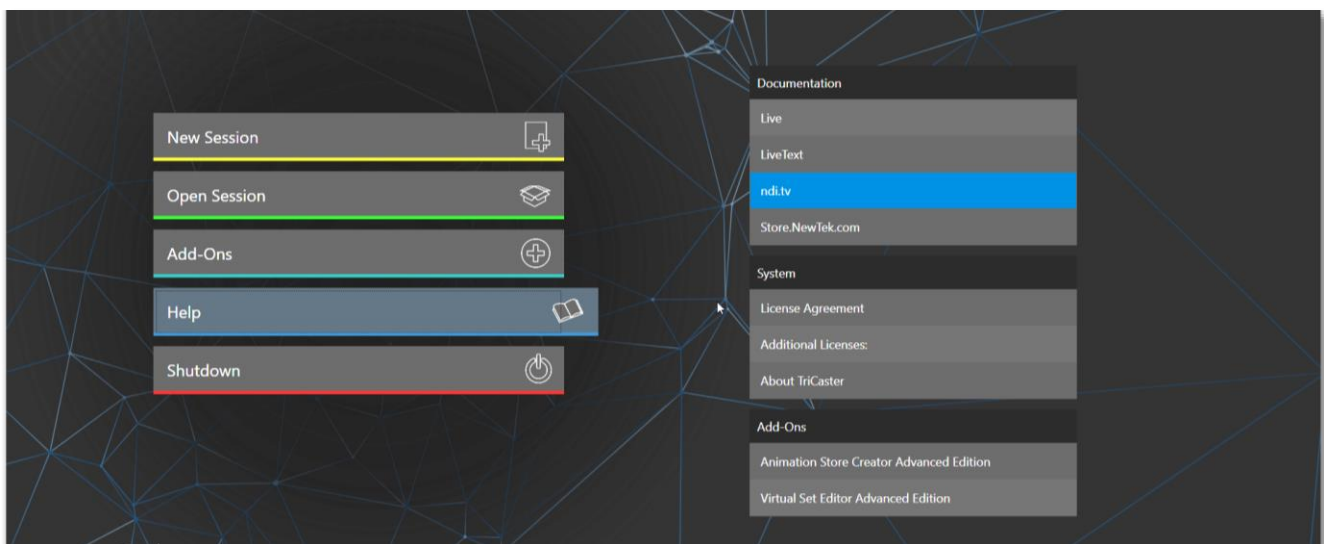 New Session
Open Session
Add-Ons
Help
Shutdown
Documentation
Live
LiveText
ndi.tv
Store.NewTek.com
System
License Agreement
Additional Licenses:
About TriCaster
Add-Ons
Animation Store Creator Advanced Edition
Virtual Set Editor Advanced Edition